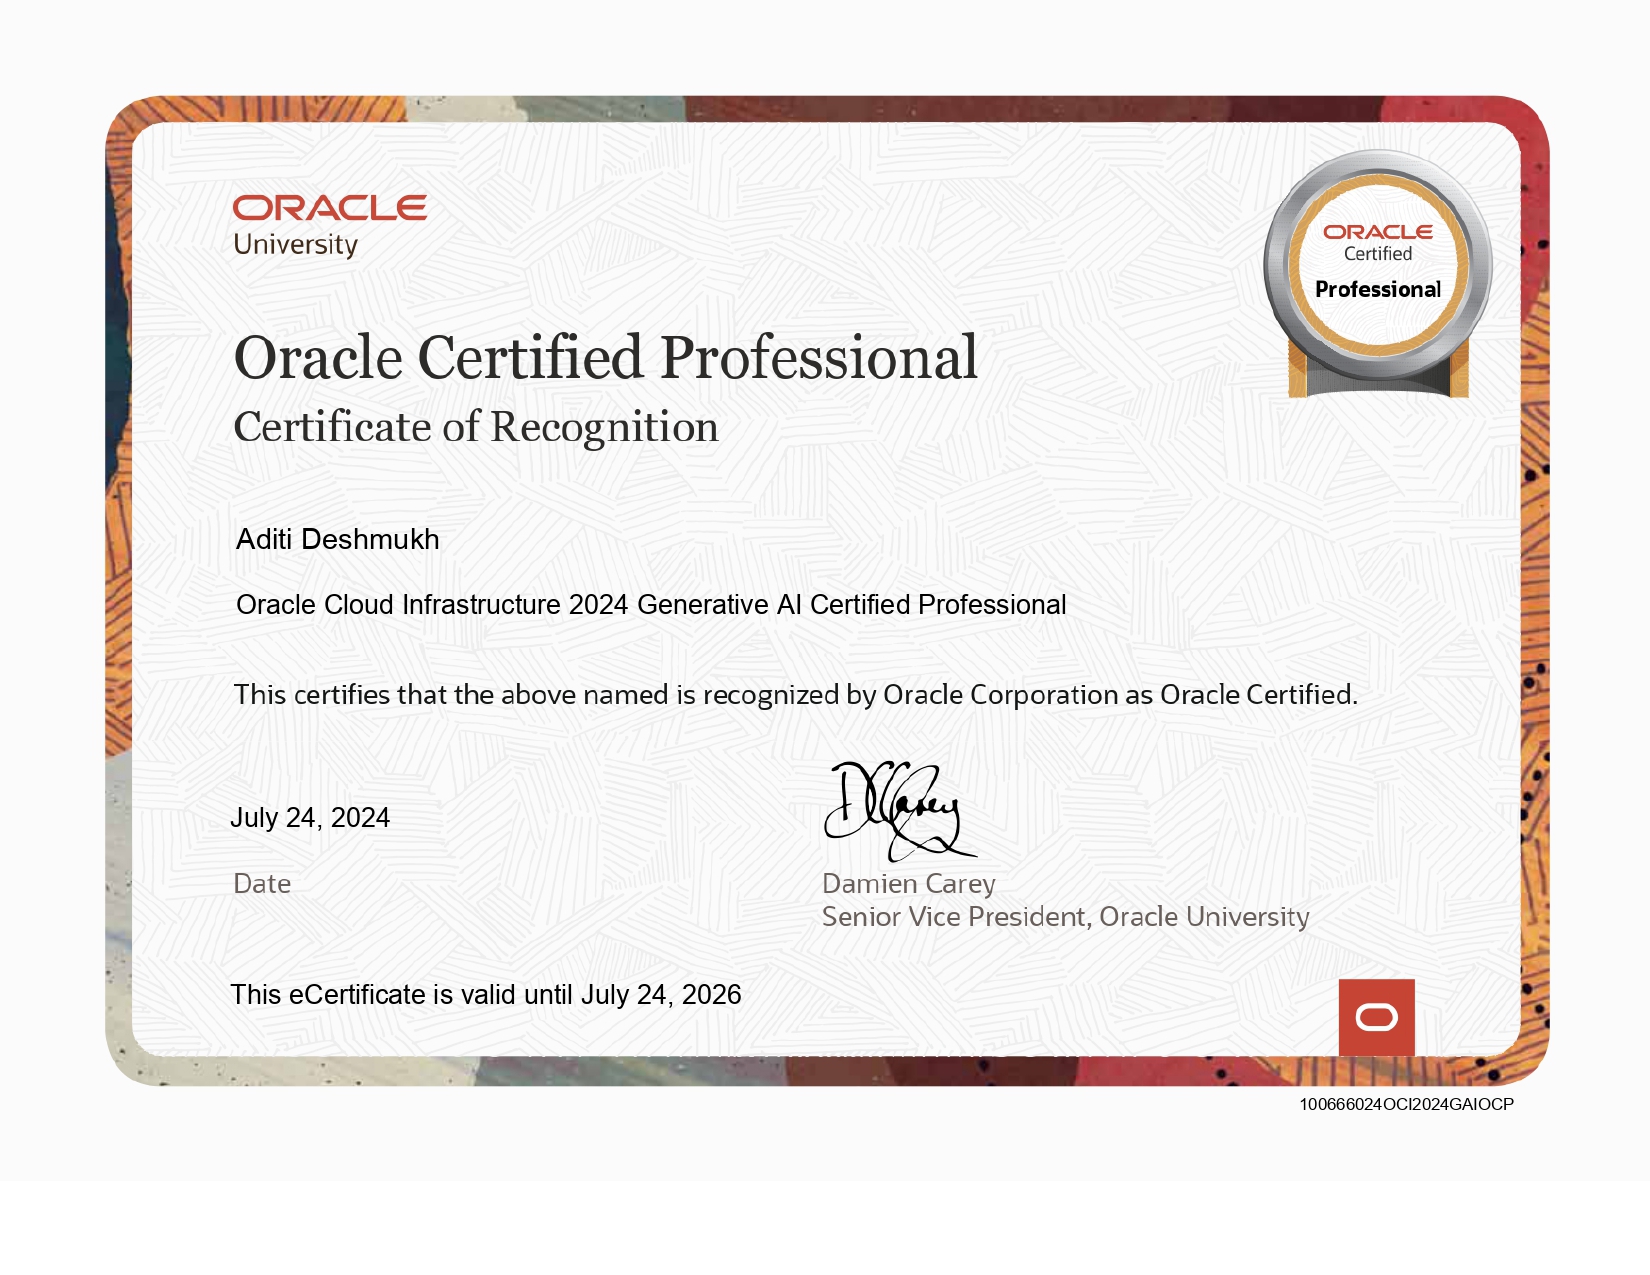 ORACLE
University
ORACLE
Certified
Professional
Oracle Certified Professional
Certificate of Recognition
Aditi Deshmukh
Oracle Cloud Infrastructure 2024 Generative AI Certified Professional
This certifies that the above named is recognized by Oracle Corporation as Oracle Certified.
DCarey
July 24, 2024
Date
Damien Carey
Senior Vice President, Oracle University
This eCertificate is valid until July 24, 2026
100666024OCI2024GAIOCP